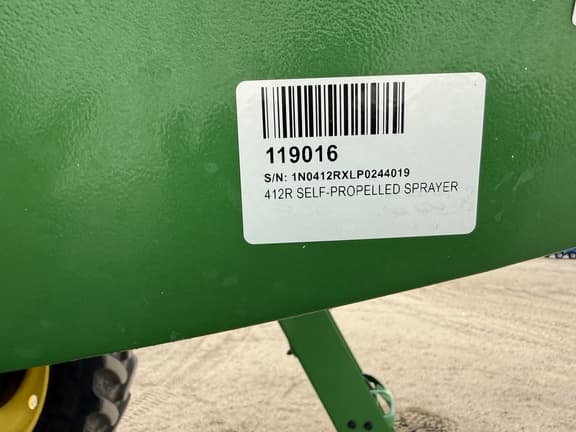 119016
S/N: 1N0412RXLP0244019
412R SELF-PROPELLED SPRAYER